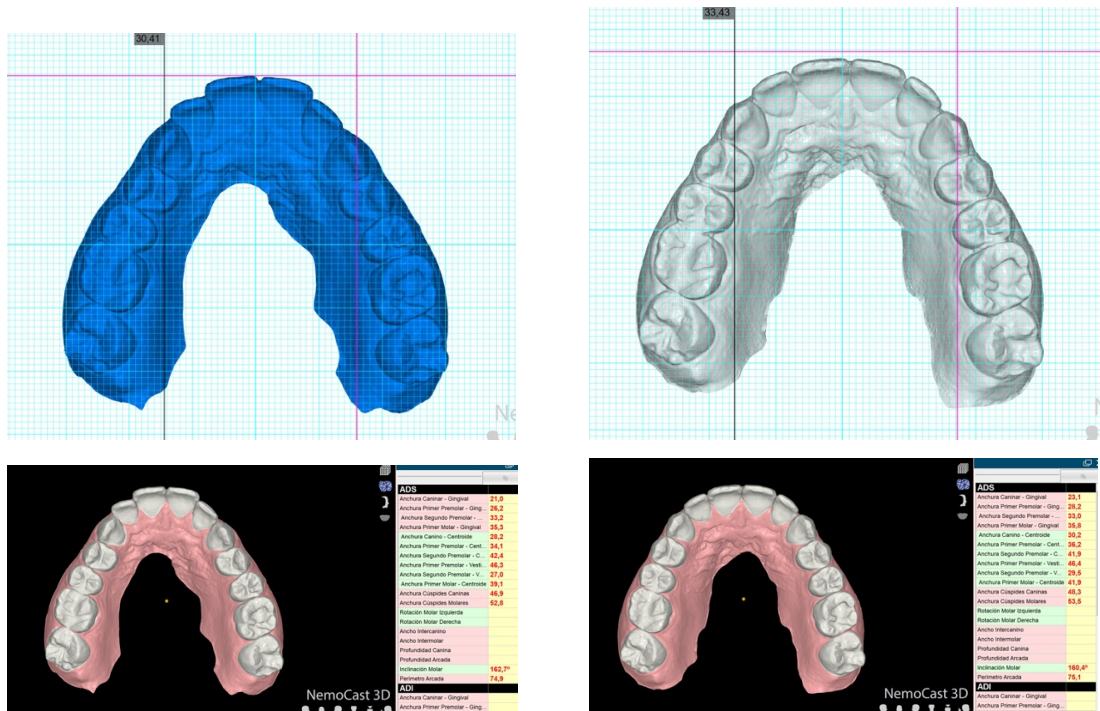 30,41
33,43
Ne
ADS
Anchura Caninar - Gingival 21,0
Anchura Primer Premolar - Ging... 26,2
Anchura Segundo Premolar - ... 33,2
Anchura Primer Molar - Gingival 35,3
Anchura Canino - Centroide 28,2
Anchura Primer Premolar - Cent... 34,1
Anchura Segundo Premolar - C... 42,4
Anchura Primer Premolar - Vesti... 46,3
Anchura Segundo Premolar - V... 27,0
Anchura Primer Molar - Centroide 39,1
Anchura Cúspides Caninas 46,9
Anchura Cúspides Molares 52,8
Rotación Molar Izquierda
Rotación Molar Derecha
Ancho Intercanino
Ancho Intermolar
Profundidad Canina
Profundidad Arcada
Inclinación Molar 162,7º
Perímetro Arcada 74,9
ADI
Anchura Caninar - Gingival
Anchura Primer Premolar - Ging...
NemoCast 3D
ADS
Anchura Caninar - Gingival 23,1
Anchura Primer Premolar - Ging... 28,2
Anchura Segundo Premolar - ... 33,0
Anchura Primer Molar - Gingival 35,8
Anchura Canino - Centroide 30,2
Anchura Primer Premolar - Cent... 36,2
Anchura Segundo Premolar - C... 41,9
Anchura Primer Premolar - Vesti... 46,4
Anchura Segundo Premolar - V... 29,5
Anchura Primer Molar - Centroide 41,9
Anchura Cúspides Caninas 48,3
Anchura Cúspides Molares 53,5
Rotación Molar Izquierda
Rotación Molar Derecha
Ancho Intercanino
Ancho Intermolar
Profundidad Canina
Profundidad Arcada
Inclinación Molar 160,4º
Perímetro Arcada 75,1
ADI
Anchura Caninar - Gingival
Anchura Primer Premolar - Ging...
NemoCast 3D